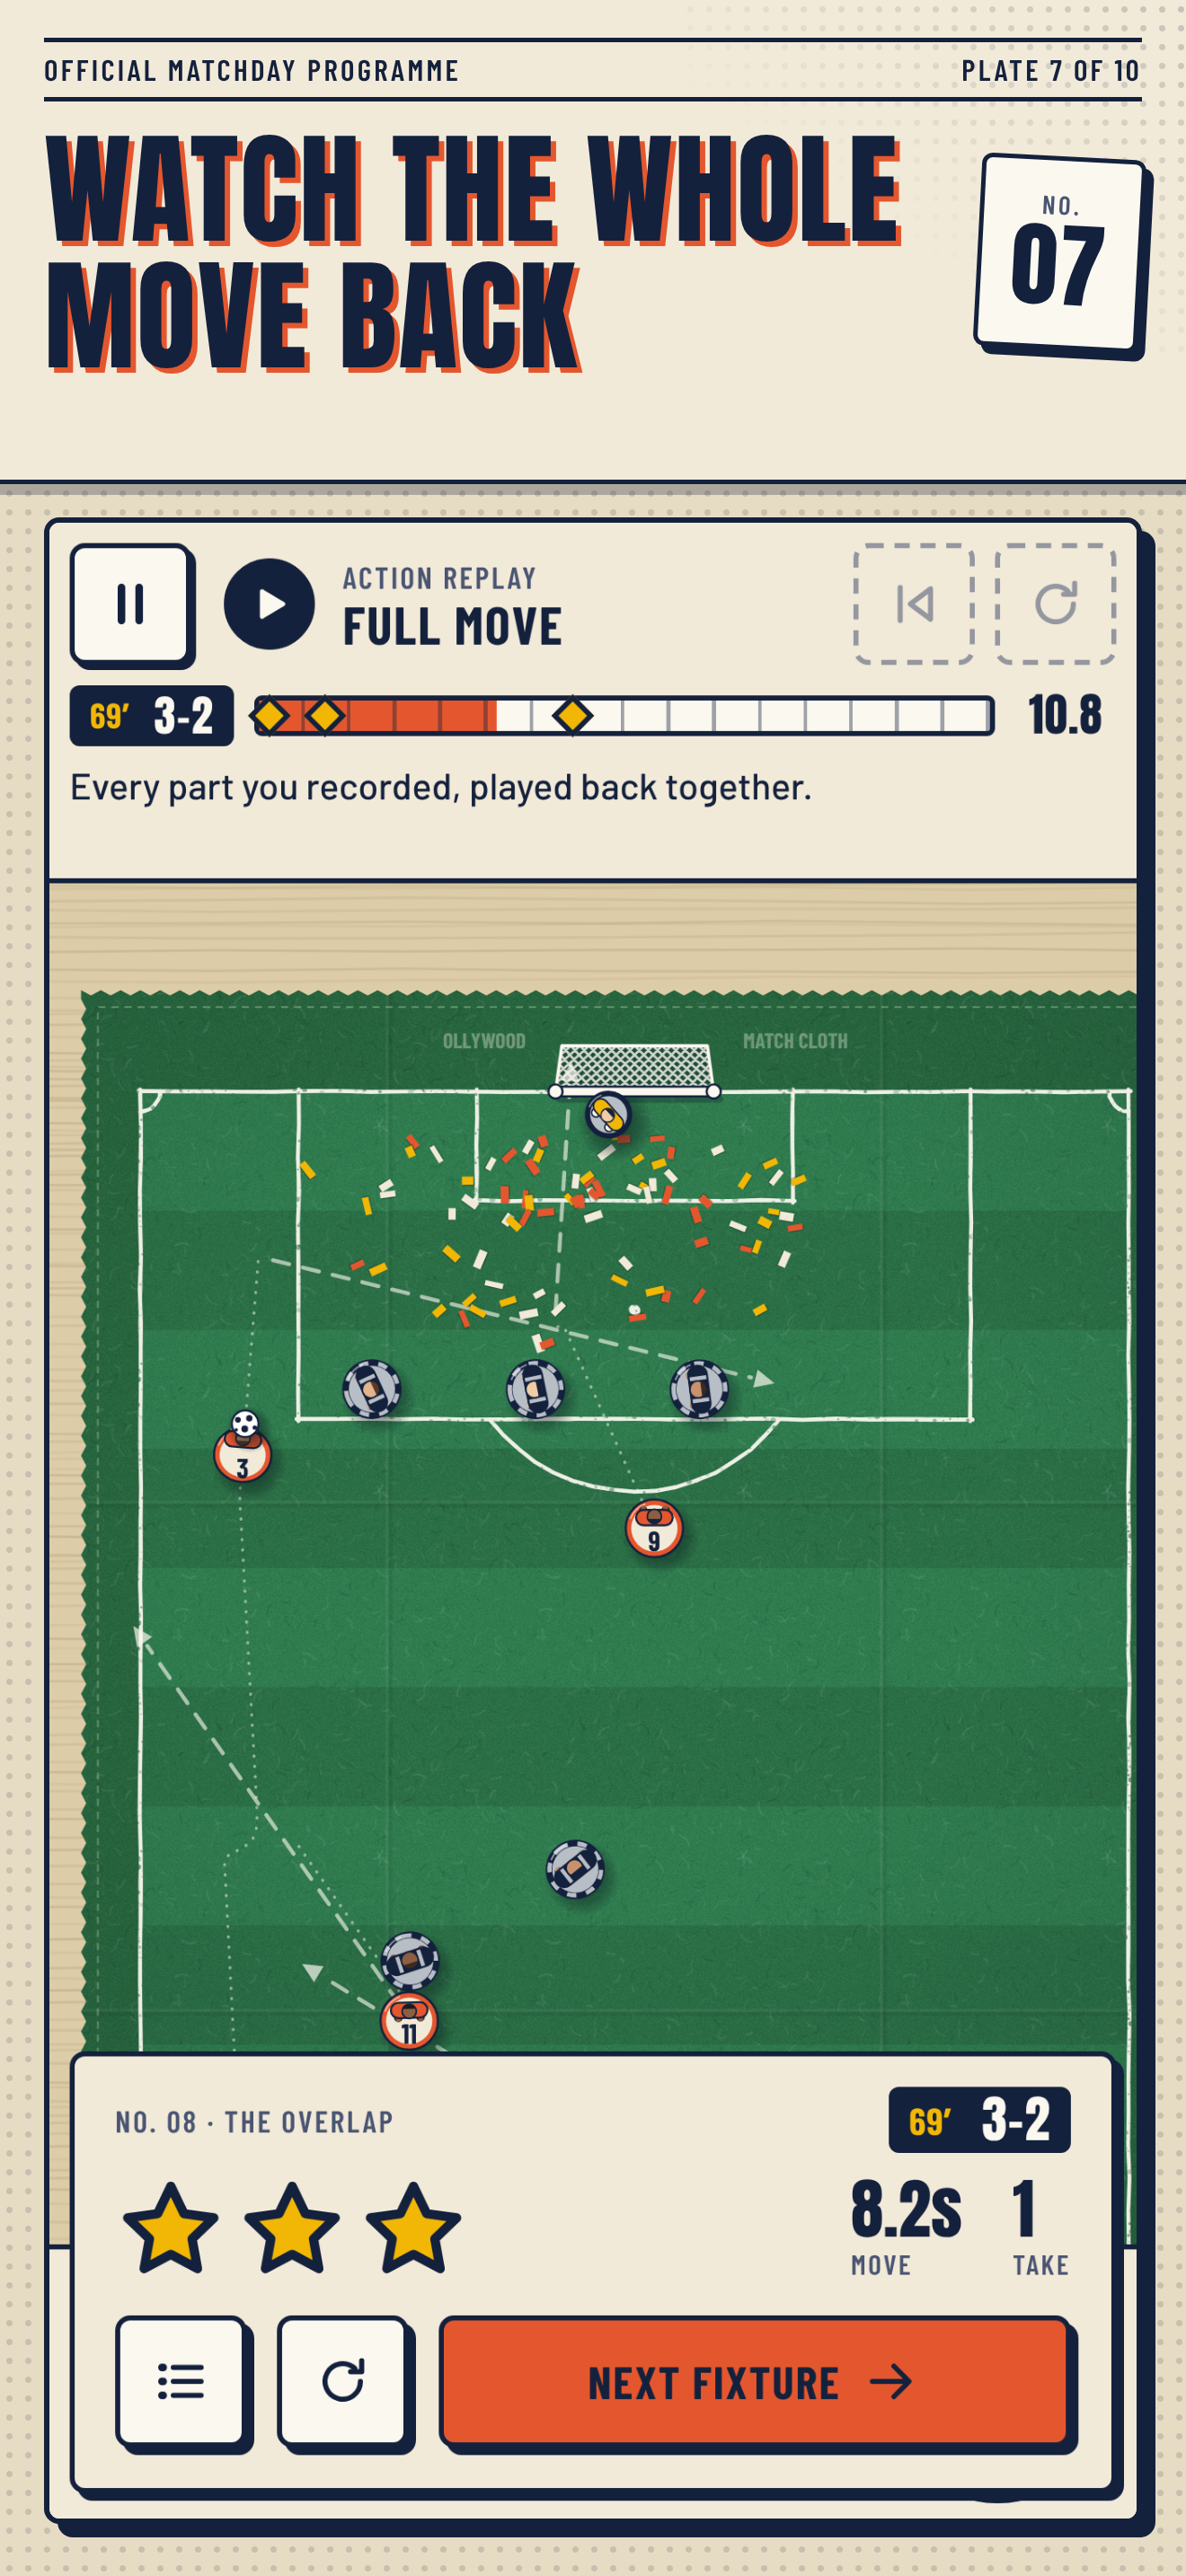 OFFICIAL MATCHDAY PROGRAMME
PLATE 7 OF 10
WATCH THE WHOLE
MOVE BACK
NO.
07
ACTION REPLAY
FULL MOVE
69′ 3-2
10.8
Every part you recorded, played back together.
OLLYWOOD
MATCH CLOTH
3
9
11
NO. 08 · THE OVERLAP
69′ 3-2
8.2s
MOVE
1
TAKE
NEXT FIXTURE →